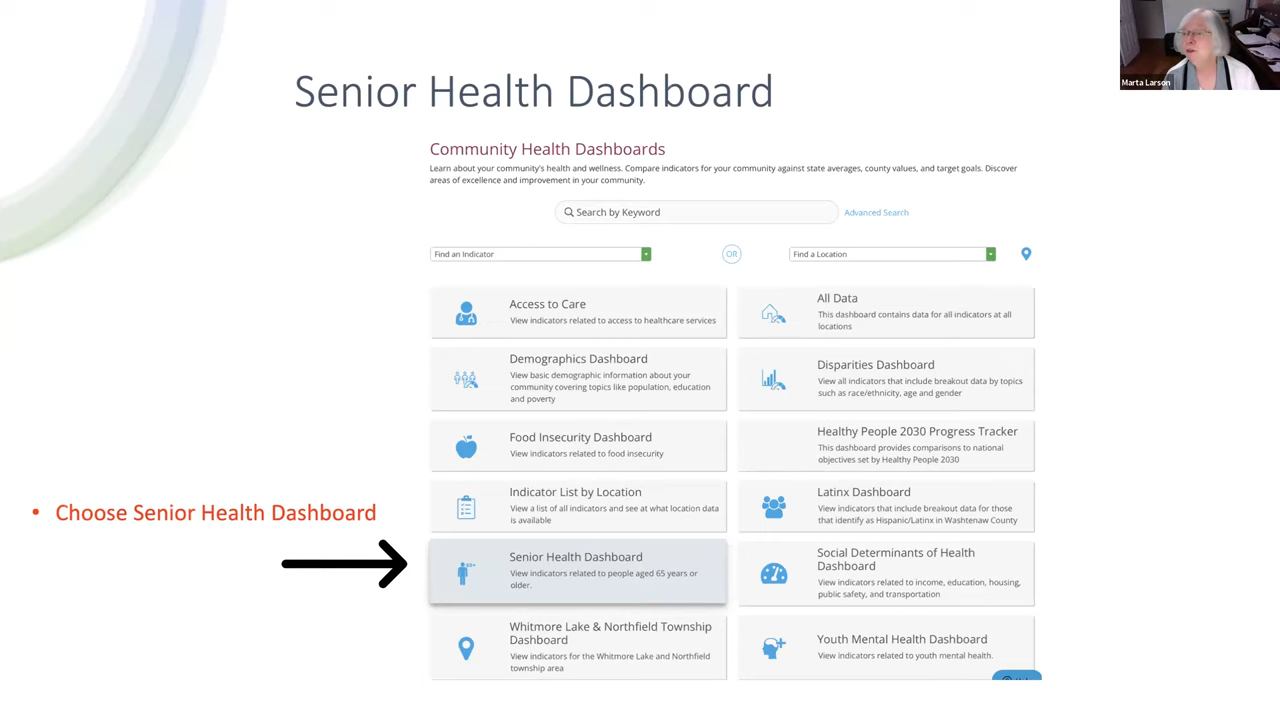 Senior Health Dashboard
Marta Larson
Community Health Dashboards
Learn about your community's health and wellness. Compare indicators for your community against state averages, county values, and target goals. Discover
areas of excellence and improvement in your community.
Search by Keyword
Advanced Search
Find an Indicator
OR
Find a Location
Access to Care
View indicators related to access to healthcare services
All Data
This dashboard contains data for all indicators at all
locations
Demographics Dashboard
View basic demographic information about your
community covering topics like population, education
and poverty
Disparities Dashboard
View all indicators that include breakout data by topics
such as race/ethnicity, age and gender
Food Insecurity Dashboard
View indicators related to food insecurity
Healthy People 2030 Progress Tracker
This dashboard provides comparisons to national
objectives set by Healthy People 2030
Indicator List by Location
View a list of all indicators and see at what location data
is available
Latinx Dashboard
View indicators that include breakout data for those
that identify as Hispanic/Latinx in Washtenaw County
• Choose Senior Health Dashboard
Senior Health Dashboard
View indicators related to people aged 65 years or
older.
Social Determinants of Health
Dashboard
View indicators related to income, education, housing,
public safety, and transportation
Whitmore Lake & Northfield Township
Dashboard
View indicators for the Whitmore Lake and Northfield
township area
Youth Mental Health Dashboard
View indicators related to youth mental health.